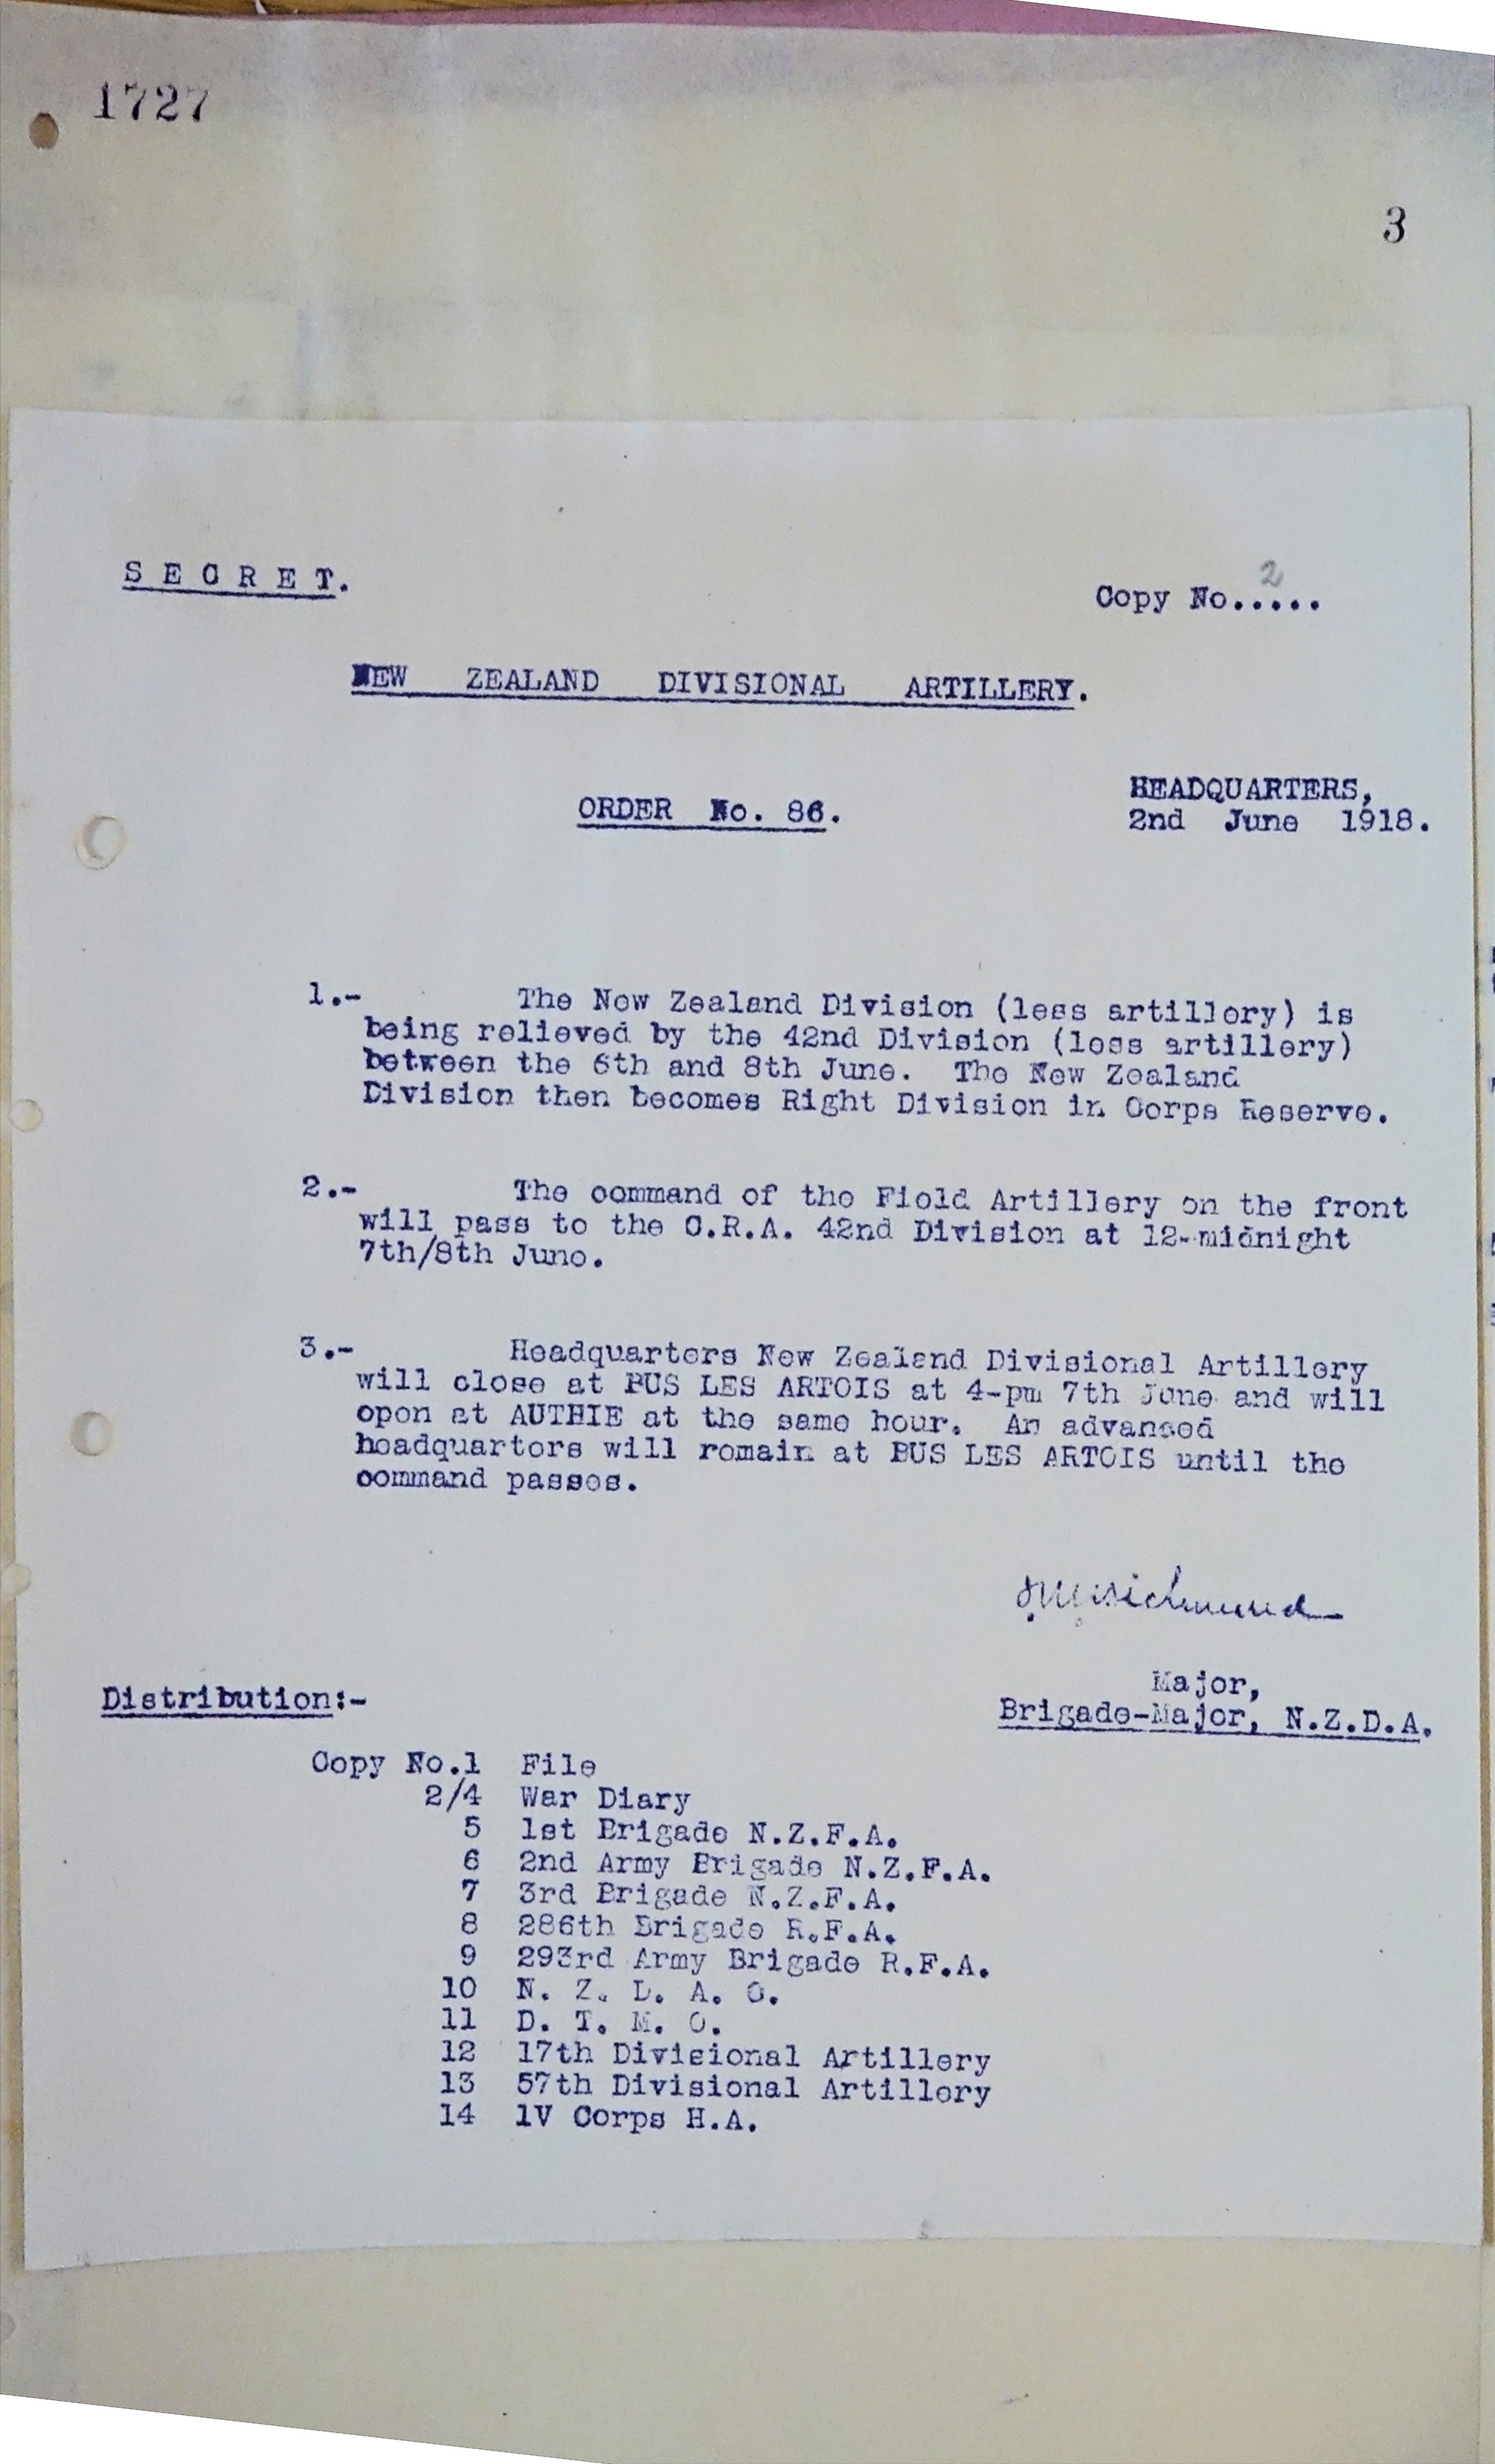 1727
3
S E C R E T.
Copy No.2....
NEW ZEALAND DIVISIONAL ARTILLERY.
HEADQUARTERS,
ORDER No. 86.
2nd June 1918.
1.- The New Zealand Division (less artillery) is
being relieved by the 42nd Division (less artillery)
between the 6th and 8th June. The New Zealand
Division then becomes Right Division in Corps Reserve.
2.- The command of the Field Artillery on the front
will pass to the C.R.A. 42nd Division at 12-midnight
7th/8th June.
3.- Headquarters New Zealand Divisional Artillery
will close at BUS LES ARTOIS at 4-pm 7th June and will
open at AUTHIE at the same hour. An advanced
headquarters will remain at BUS LES ARTOIS until the
command passes.
Major,
Distribution:-
Brigade-Major, N.Z.D.A.
Copy No.1 File
2/4 War Diary
5 1st Brigade N.Z.F.A.
6 2nd Army Brigade N.Z.F.A.
7 3rd Brigade N.Z.F.A.
8 286th Brigade R.F.A.
9 293rd Army Brigade R.F.A.
10 N. Z. D. A. C.
11 D. T. M. O.
12 17th Divisional Artillery
13 57th Divisional Artillery
14 1V Corps H.A.